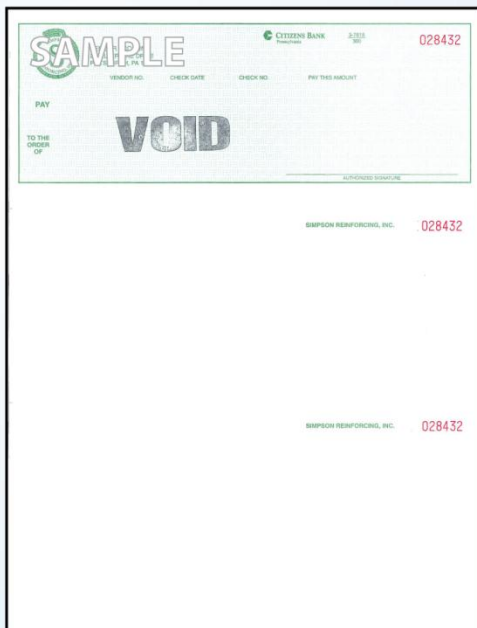 SAMPLE
CITIZENS BANK
Pennsylvania
028432
VENDOR NO. CHECK DATE CHECK NO. PAY THIS AMOUNT
PAY
VOID
TO THE
ORDER
OF
AUTHORIZED SIGNATURE
SIMPSON REINFORCING, INC. 028432
SIMPSON REINFORCING, INC. 028432